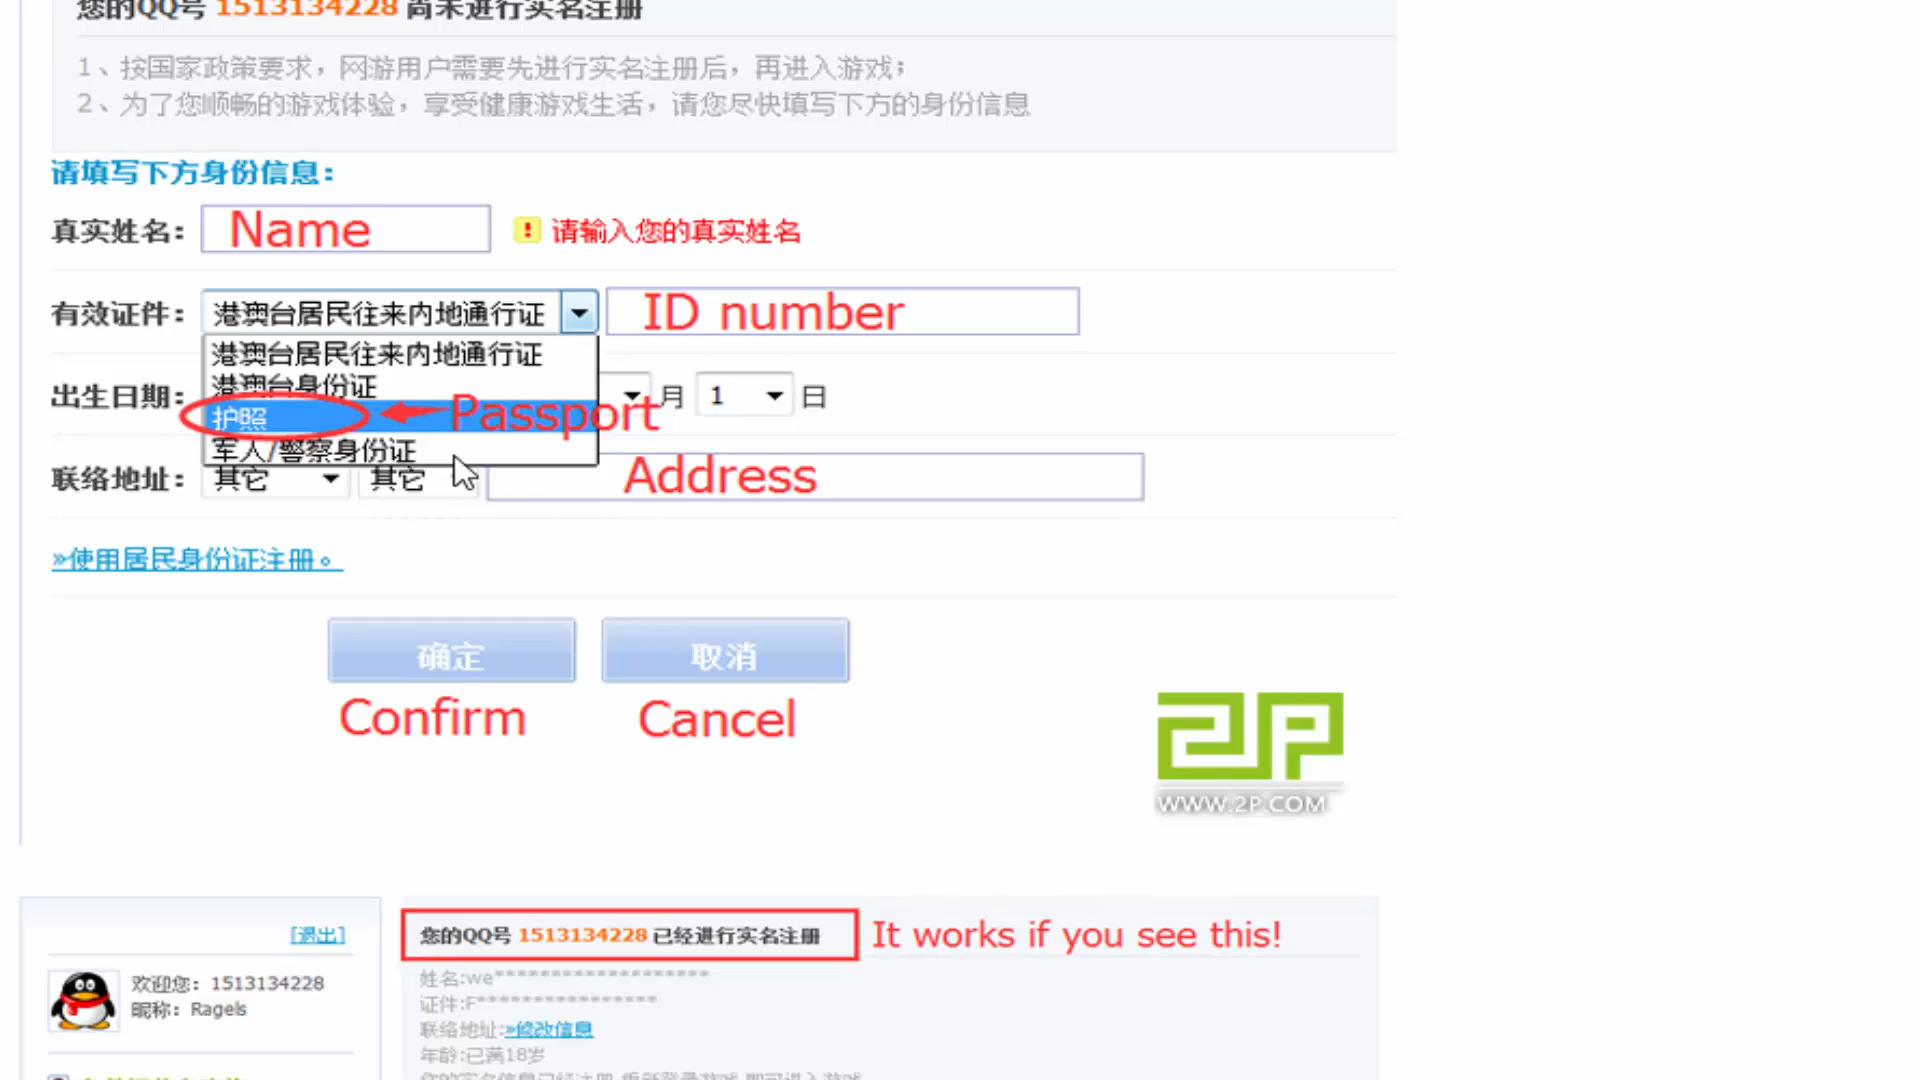 您的QQ号 1513134228 尚未进行实名注册
1、按国家政策要求，网游用户需要先进行实名注册后，再进入游戏；
2、为了您顺畅的游戏体验，享受健康游戏生活，请您尽快填写下方的身份信息
请填写下方身份信息：
真实姓名： Name ! 请输入您的真实姓名
有效证件： 港澳台居民往来内地通行证 ID number
港澳台居民往来内地通行证
港澳台身份证
出生日期： 月 1 日
护照 Passport
军人/警察身份证
联络地址： 其它 其它 Address
»使用居民身份证注册。
确定 取消
Confirm Cancel
2P
WWW.2P.COM
[退出]
您的QQ号 1513134228 已经进行实名注册 It works if you see this!
欢迎您：1513134228
昵称：Ragels
姓名:we*******************
证件:F****************
联络地址:»修改信息
年龄:已满18岁